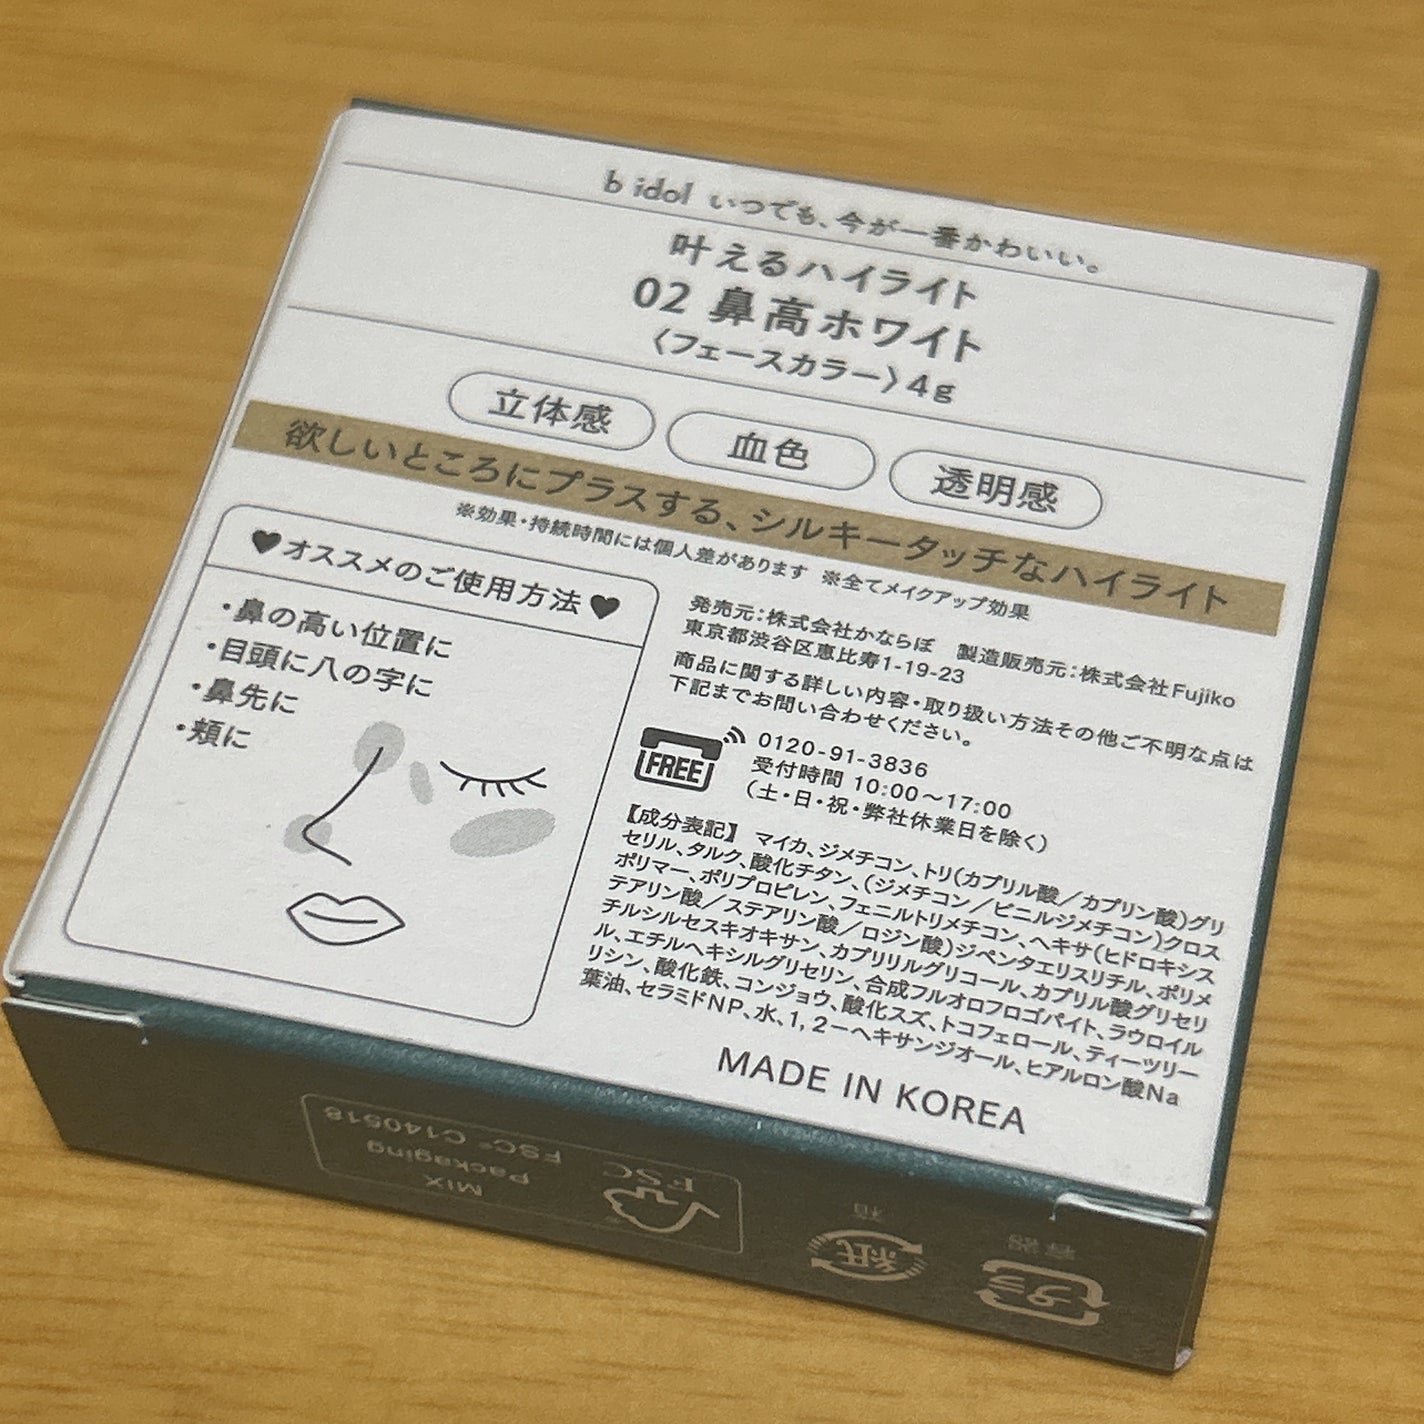 b idol いつでも、今が一番かわいい。
叶えるハイライト
02 鼻高ホワイト
〈フェースカラー〉4g
立体感
血色
透明感
欲しいところにプラスする、シルキータッチなハイライト
※効果・持続時間には個人差があります ※全てメイクアップ効果
♥オススメのご使用方法♥
・鼻の高い位置に
・目頭に八の字に
・鼻先に
・頬に
発売元：株式会社かならぼ 製造販売元：株式会社Fujiko
東京都渋谷区恵比寿1-19-23
商品に関する詳しい内容・取り扱い方法その他ご不明な点は
下記までお問い合わせください。
FREE
0120-91-3836
受付時間 10:00〜17:00
（土・日・祝・弊社休業日を除く）
【成分表記】 マイカ、ジメチコン、トリ(カプリル酸／カプリン酸)グリ
セリル、タルク、酸化チタン、(ジメチコン／ビニルジメチコン)クロス
ポリマー、ポリプロピレン、フェニルトリメチコン、ヘキサ(ヒドロキシス
テアリン酸／ステアリン酸／ロジン酸)ジペンタエリスリチル、ポリメ
チルシルセスキオキサン、カプリリルグリコール、カプリル酸グリセリ
ル、エチルヘキシルグリセリン、合成フルオロフロゴパイト、ラウロイル
リシン、酸化鉄、コンジョウ、酸化スズ、トコフェロール、ティーツリー
葉油、セラミドNP、水、1,2－ヘキサンジオール、ヒアルロン酸Na
MADE IN KOREA
容器
プラ
箱
紙
FSC
MIX
Packaging
FSC® C140518